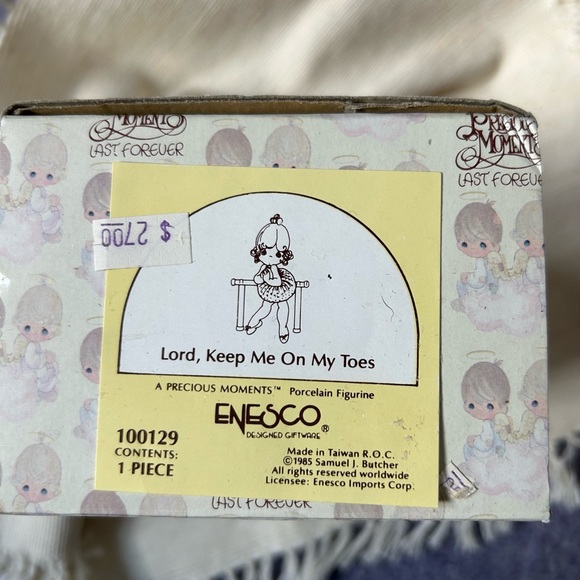 MOMENTS
LAST FOREVER
PRECIOUS
MOMENTS
LAST FOREVER
$ 27.00
Lord, Keep Me On My Toes
A PRECIOUS MOMENTS™ Porcelain Figurine
ENESCO®
DESIGNED GIFTWARE
100129
CONTENTS:
1 PIECE
Made in Taiwan R.O.C.
©1985 Samuel J. Butcher
All rights reserved worldwide
Licensee: Enesco Imports Corp.
LAST FOREVER